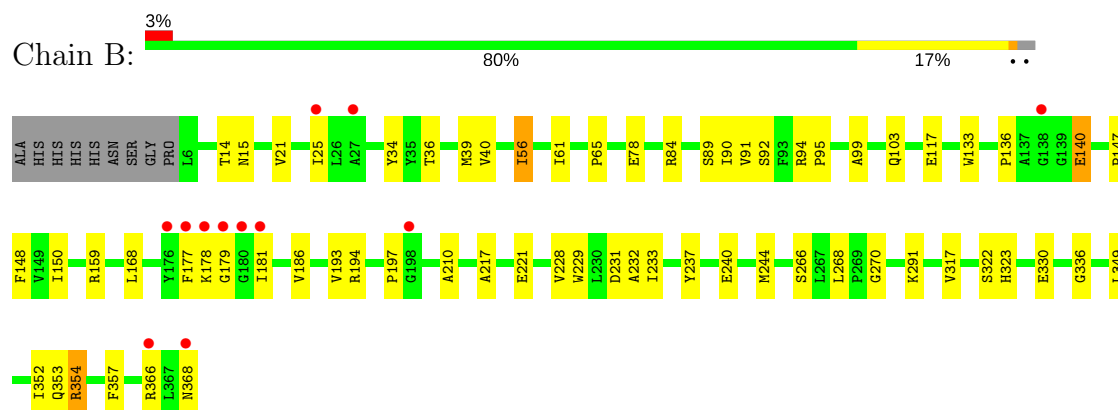 3%
Chain B:
80% 17% • •
ALA HIS HIS HIS HIS ASN SER GLY PRO L6 T14 N15 V21 I25 L26 A27 Y34 Y35 T36 M39 V40 I56 I61 P65 E78 R84 S89 I90 V91 S92 F93 R94 P95 A99 Q103 E117 W133 P136 A137 G138 G139 E140
F148 V149 I150 R159 L168 Y176 F177 K178 G179 G180 I181 V186 V193 R194 P197 G198 A210 A217 E221 V228 W229 L230 D231 A232 I233 Y237 E240 M244 S266 L267 L268 P269 G270 K291 V317 S322 H323 E330 G336
I352 Q353 R354 F357 R366 L367 N368